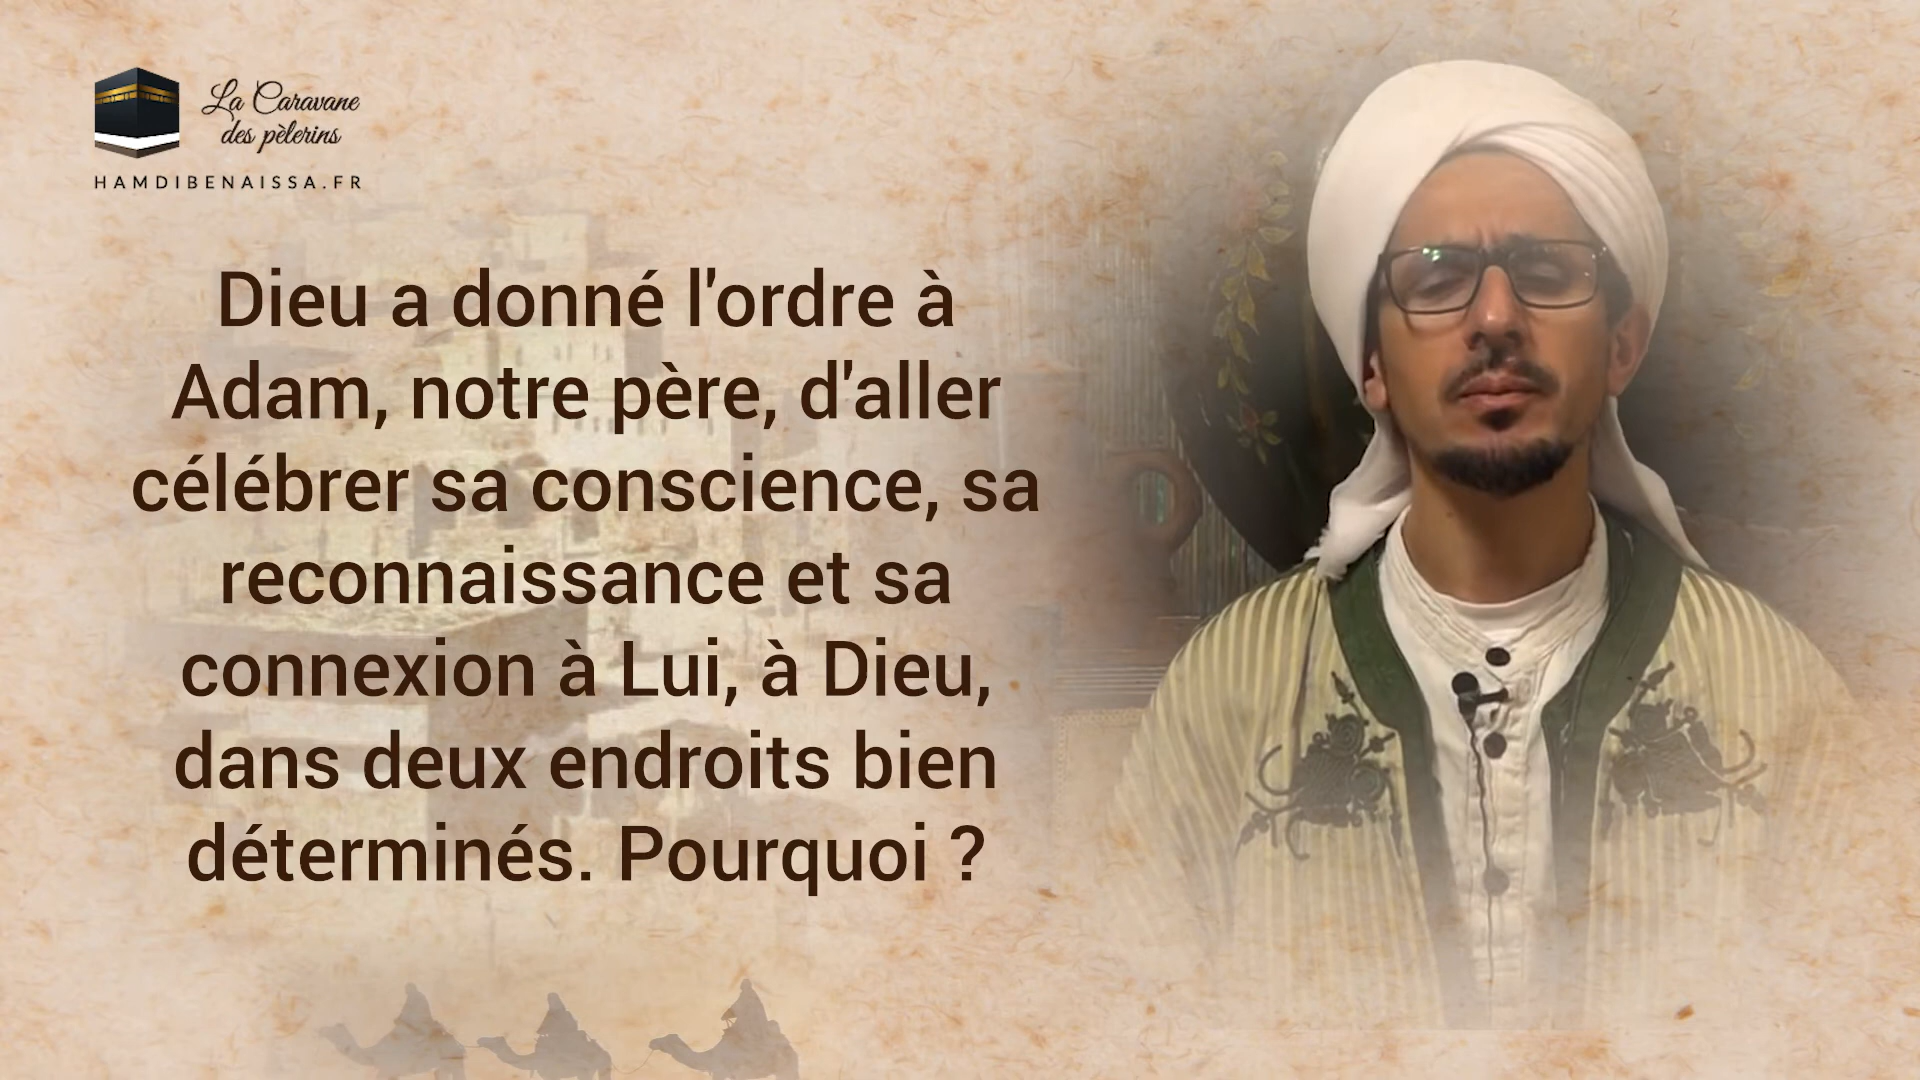 La Caravane
des pèlerins
HAMDIBENAISSA.FR
Dieu a donné l'ordre à
Adam, notre père, d'aller
célébrer sa conscience, sa
reconnaissance et sa
connexion à Lui, à Dieu,
dans deux endroits bien
déterminés. Pourquoi ?